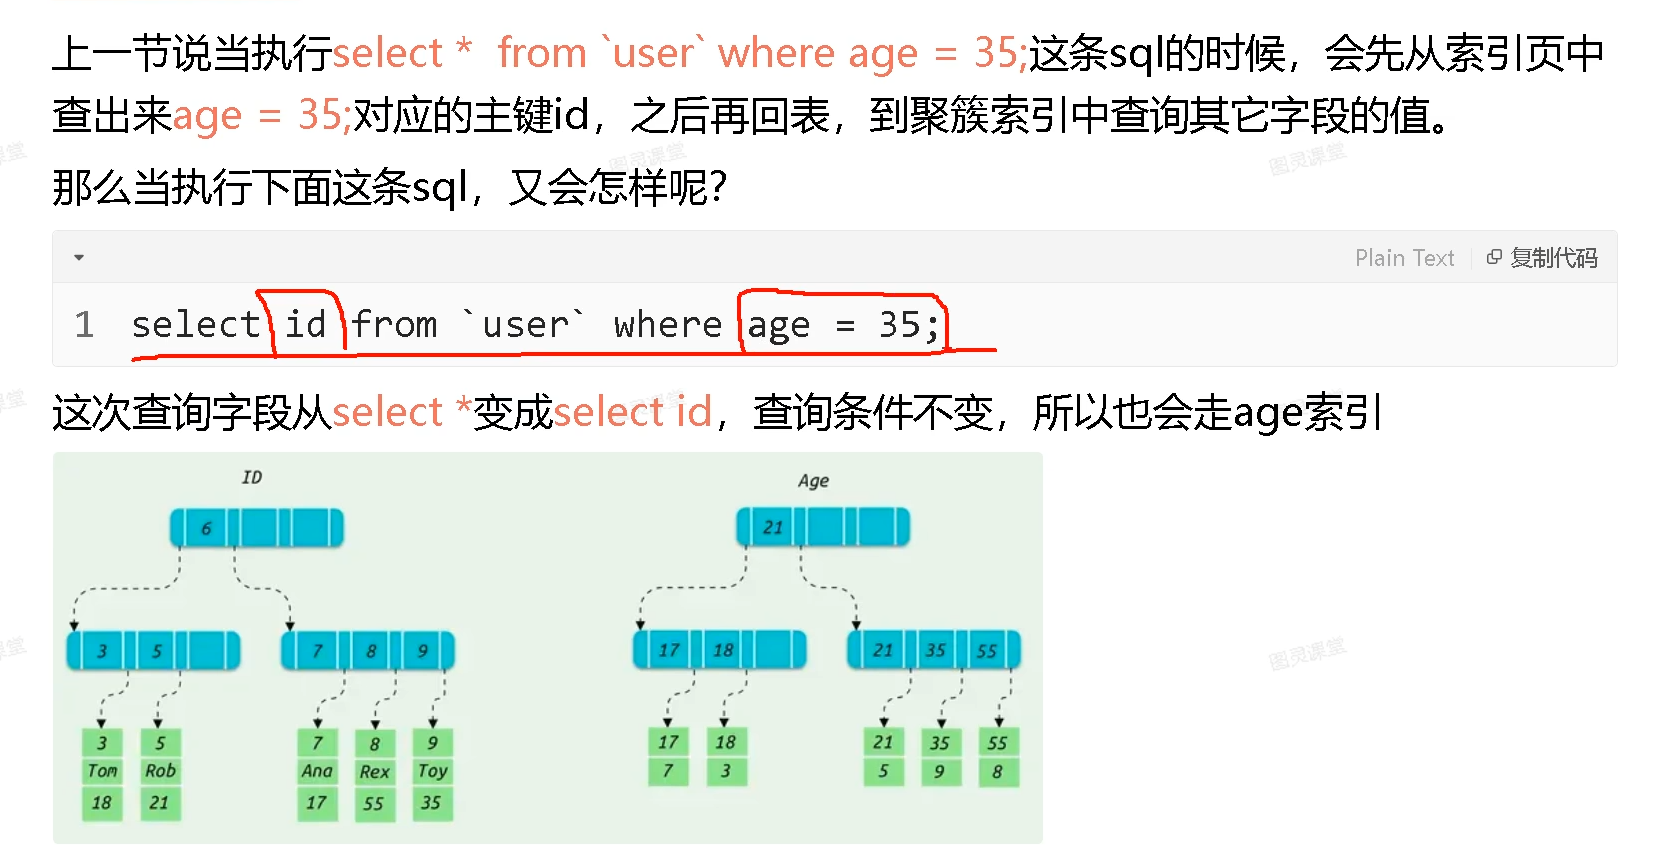 上一节说当执行select * from `user` where age = 35;这条sql的时候，会先从索引页中
查出来age = 35;对应的主键id，之后再回表，到聚簇索引中查询其它字段的值。
那么当执行下面这条sql，又会怎样呢？
Plain Text 复制代码
1 select id from `user` where age = 35;
这次查询字段从select *变成select id，查询条件不变，所以也会走age索引
ID
6
3 5
7 8 9
3 5 7 8 9
Tom Rob Ana Rex Toy
18 21 17 55 35
Age
21
17 18
21 35 55
17 18 21 35 55
7 3 5 9 8
图灵课堂
图灵课堂
图灵课堂